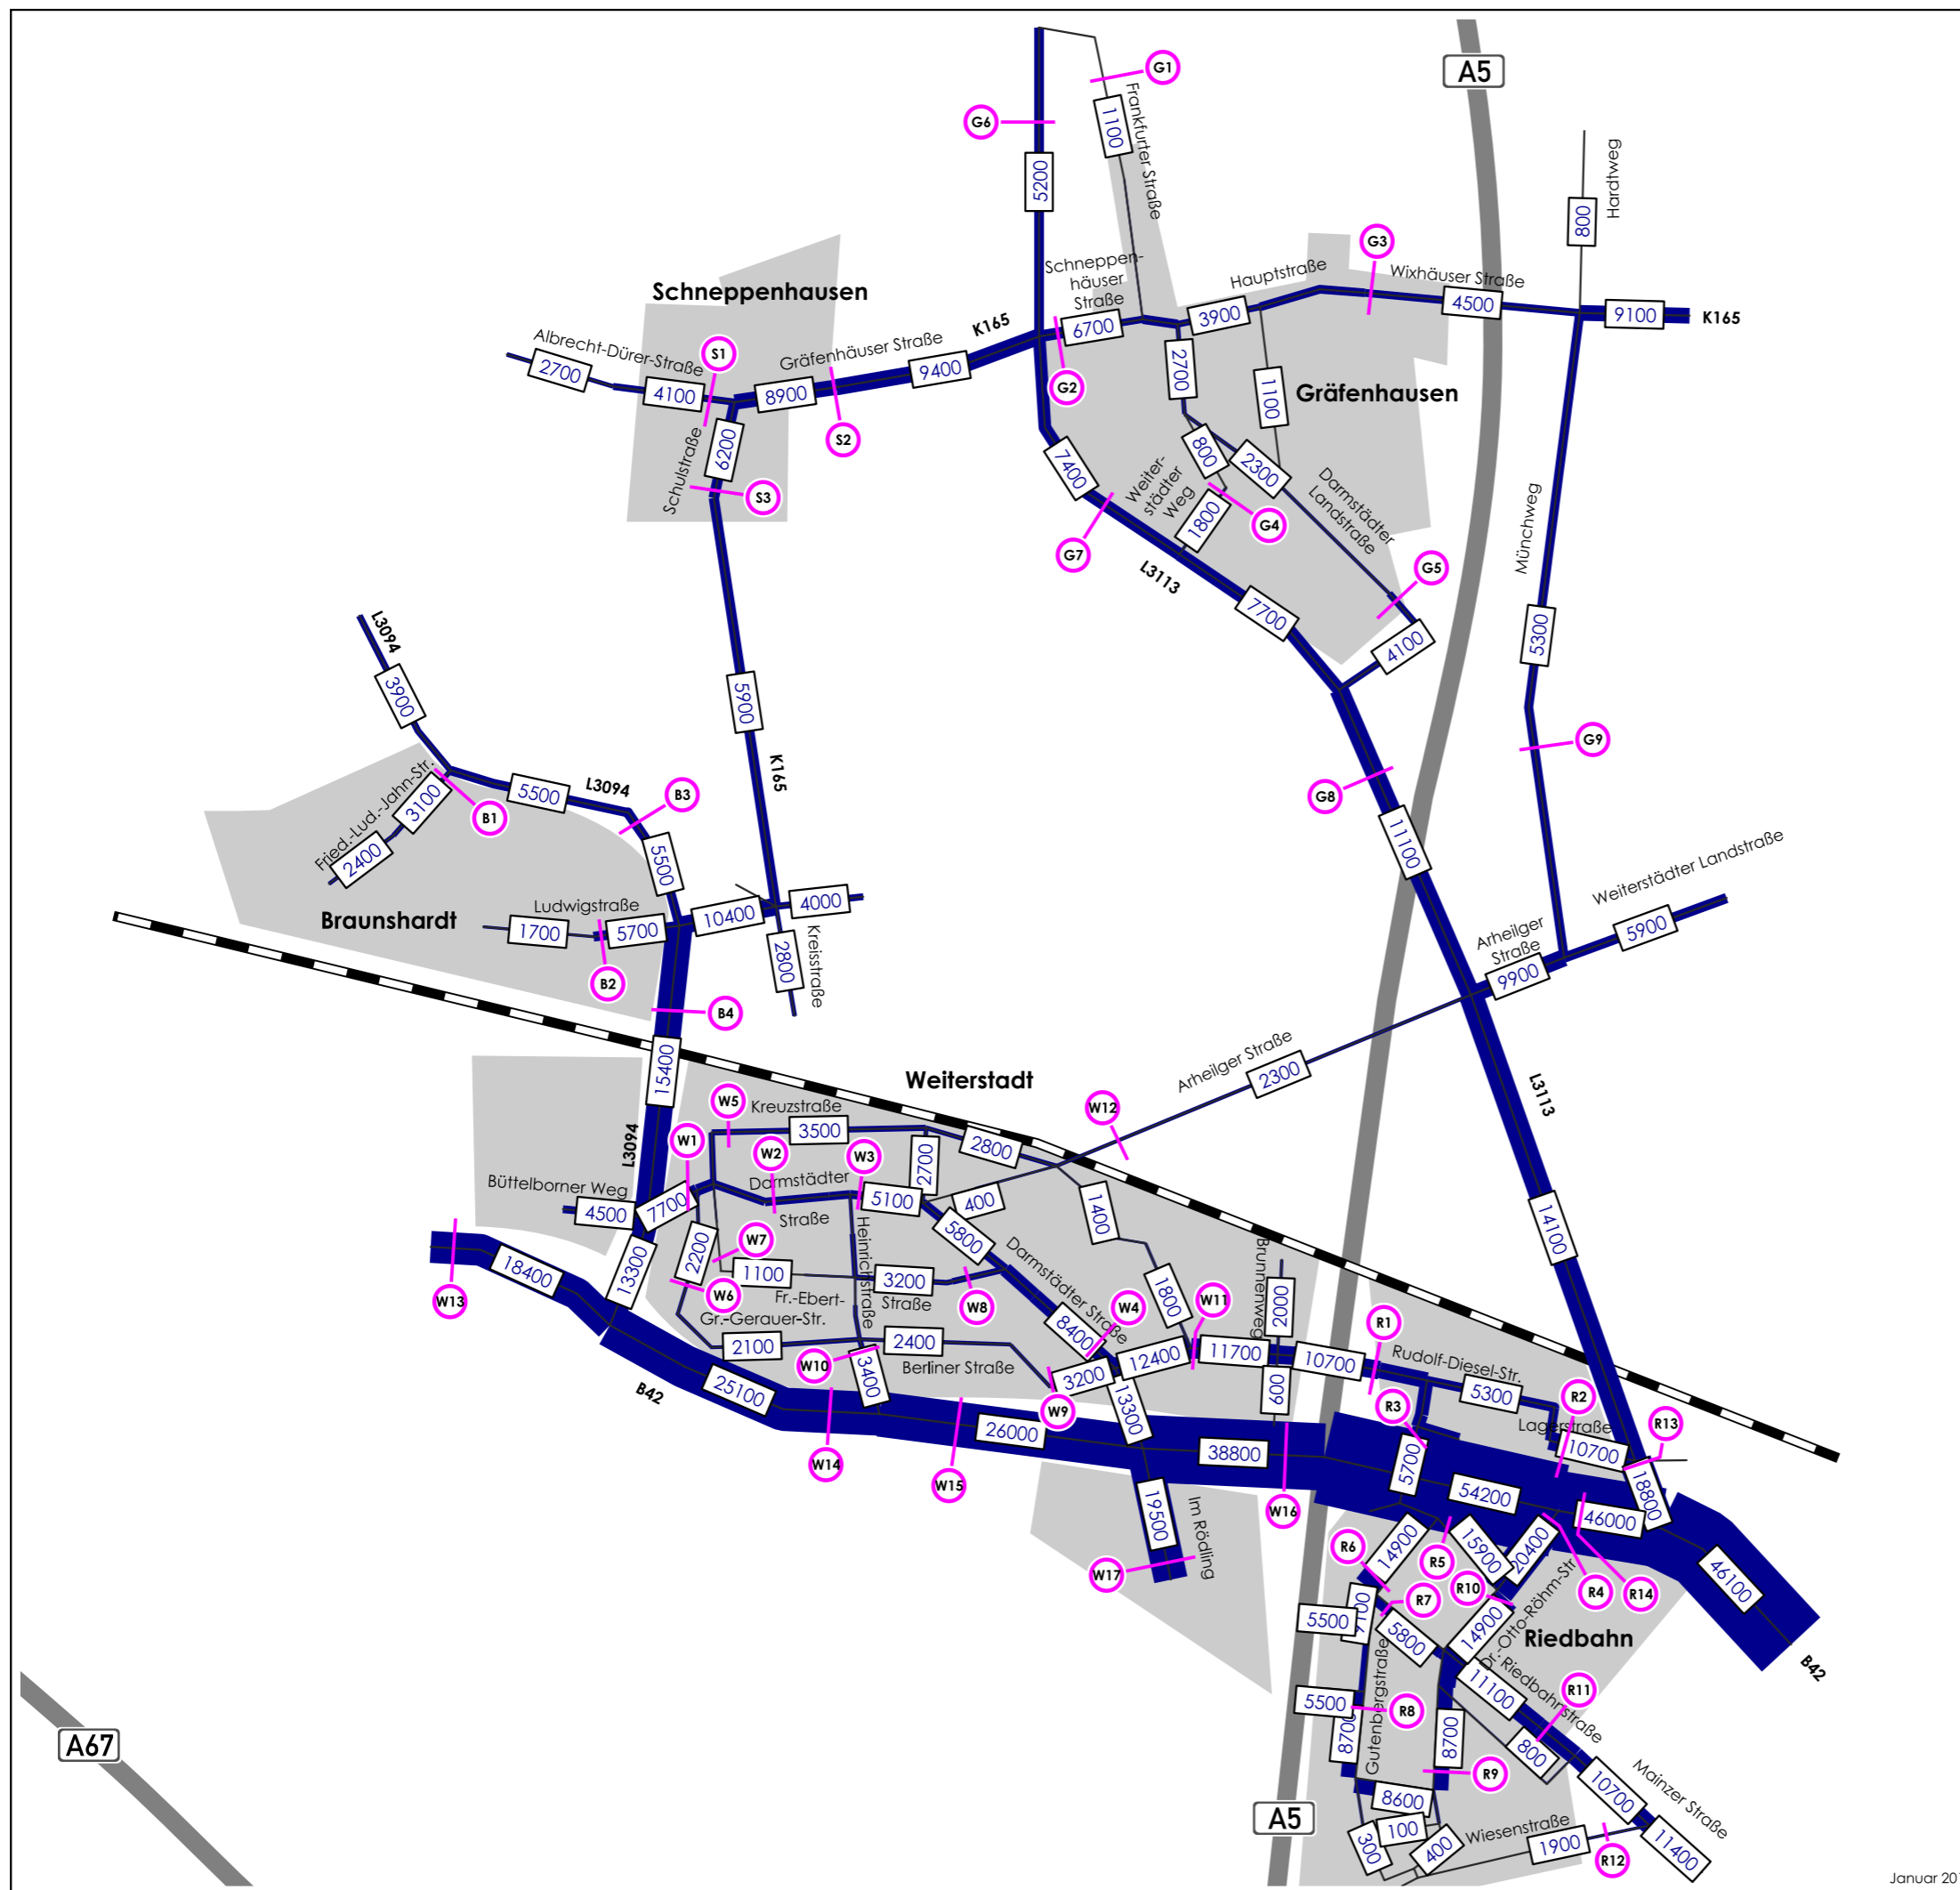 G1
A5
G6
1100
Frankfurter Straße
5200
Hardtweg
800
G3
Schneppen-
häuser
Straße
Hauptstraße
Wixhäuser Straße
Schneppenhausen
K165
6700
3900
4500
9100
K165
Albrecht-Dürer-Straße
S1
Gräfenhäuser Straße
2700
4100
8900
9400
G2
2700
1100
Gräfenhausen
S2
Schulstraße
6200
S3
7400
Weiter-
städter
Weg
800
2300
Darmstädter
Landstraße
1800
G4
G7
L3113
G5
Münchweg
7700
4100
5300
L3094
3900
5900
K165
G9
Fried.-Lud.-Jahn-Str.
3100
2400
B1
5500
L3094
B3
G8
5500
11100
Weiterstädter Landstraße
Braunshardt
Ludwigstraße
1700
5700
10400
4000
2800
Kreisstraße
B2
B4
Arheilger
Straße
9900
5900
15400
Weiterstadt
Arheilger Straße
2300
L3113
W12
W5
Kreuzstraße
3500
2800
L3094
W1
W2
W3
2700
Büttelborner Weg
4500
7700
Darmstädter
Straße
5100
400
1400
14100
2200
W7
Heinrichstraße
5800
Darmstädter Straße
18400
13300
1100
3200
W6
Fr.-Ebert-
Straße
W8
1800
Brunnenweg
2000
W13
Gr.-Gerauer-Str.
2100
2400
Berliner Straße
8400
W4
W11
R1
W10
3400
3200
12400
11700
10700
Rudolf-Diesel-Str.
5300
B42
25100
W9
13300
600
R3
R2
Lagerstraße
R13
26000
38800
5700
10700
W14
W15
W16
54200
46000
18800
19500
Im Rödling
W17
R6
14900
R5
15900
20400
R10
R4
R14
46100
5500
9100
R7
5800
14900
Dr.-Otto-Röhm-Str.
Riedbahn
B42
Gutenbergstraße
11100
Riedbahnstraße
R11
5500
R8
8700
8700
800
A67
R9
Mainzer Straße
10700
A5
8600
100
300
400
Wiesenstraße
1900
R12
11400
Januar 20